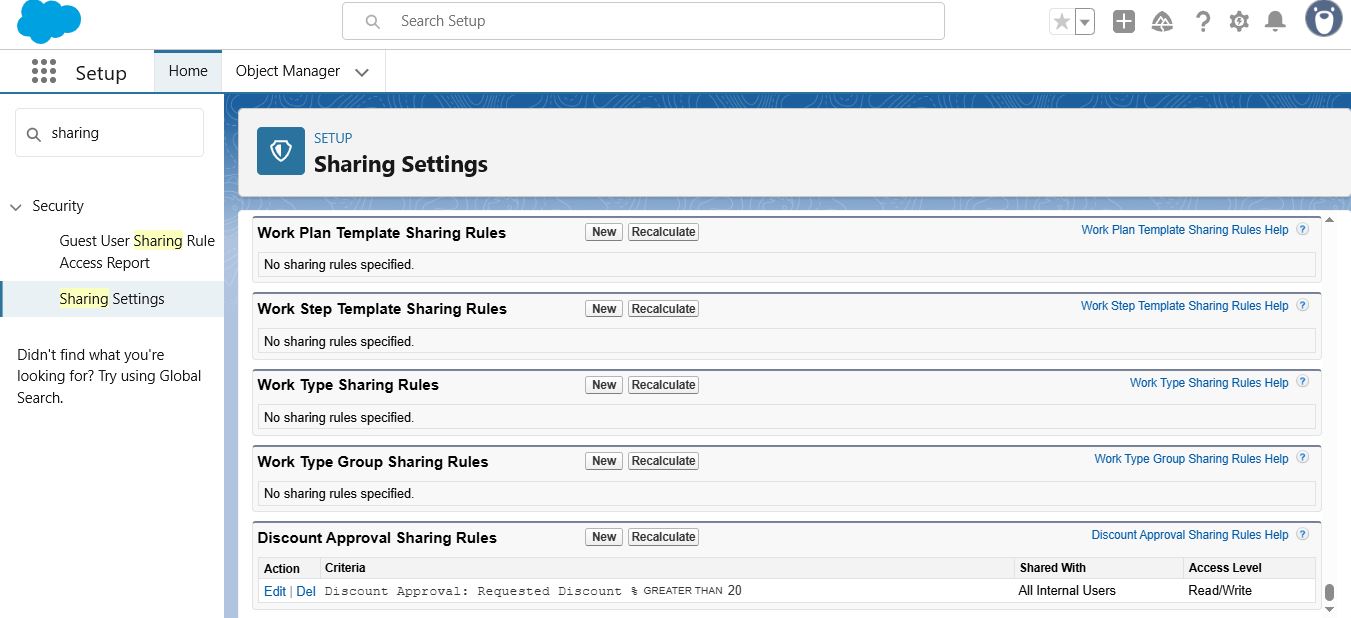 Search Setup
Setup
Home
Object Manager
sharing
Security
Guest User Sharing Rule
Access Report
Sharing Settings
Didn't find what you're
looking for? Try using Global
Search.
SETUP
Sharing Settings
Work Plan Template Sharing Rules New Recalculate Work Plan Template Sharing Rules Help ?
No sharing rules specified.
Work Step Template Sharing Rules New Recalculate Work Step Template Sharing Rules Help ?
No sharing rules specified.
Work Type Sharing Rules New Recalculate Work Type Sharing Rules Help ?
No sharing rules specified.
Work Type Group Sharing Rules New Recalculate Work Type Group Sharing Rules Help ?
No sharing rules specified.
Discount Approval Sharing Rules New Recalculate Discount Approval Sharing Rules Help ?
Action Criteria Shared With Access Level
Edit | Del Discount Approval: Requested Discount % GREATER THAN 20 All Internal Users Read/Write